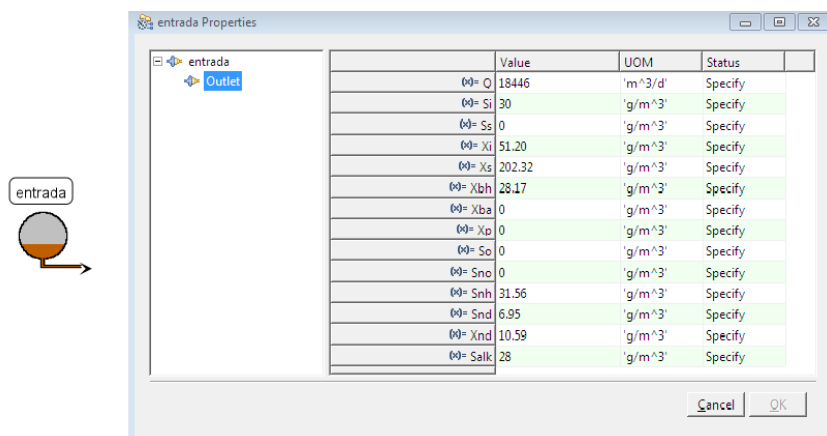 entrada Properties
entrada
Outlet
Value UOM Status
(x)= Q 18446 'm^3/d' Specify
(x)= Si 30 'g/m^3' Specify
(x)= Ss 0 'g/m^3' Specify
(x)= Xi 51.20 'g/m^3' Specify
(x)= Xs 202.32 'g/m^3' Specify
(x)= Xbh 28.17 'g/m^3' Specify
(x)= Xba 0 'g/m^3' Specify
(x)= Xp 0 'g/m^3' Specify
(x)= So 0 'g/m^3' Specify
(x)= Sno 0 'g/m^3' Specify
(x)= Snh 31.56 'g/m^3' Specify
(x)= Snd 6.95 'g/m^3' Specify
(x)= Xnd 10.59 'g/m^3' Specify
(x)= Salk 28 'g/m^3' Specify
entrada
Cancel OK